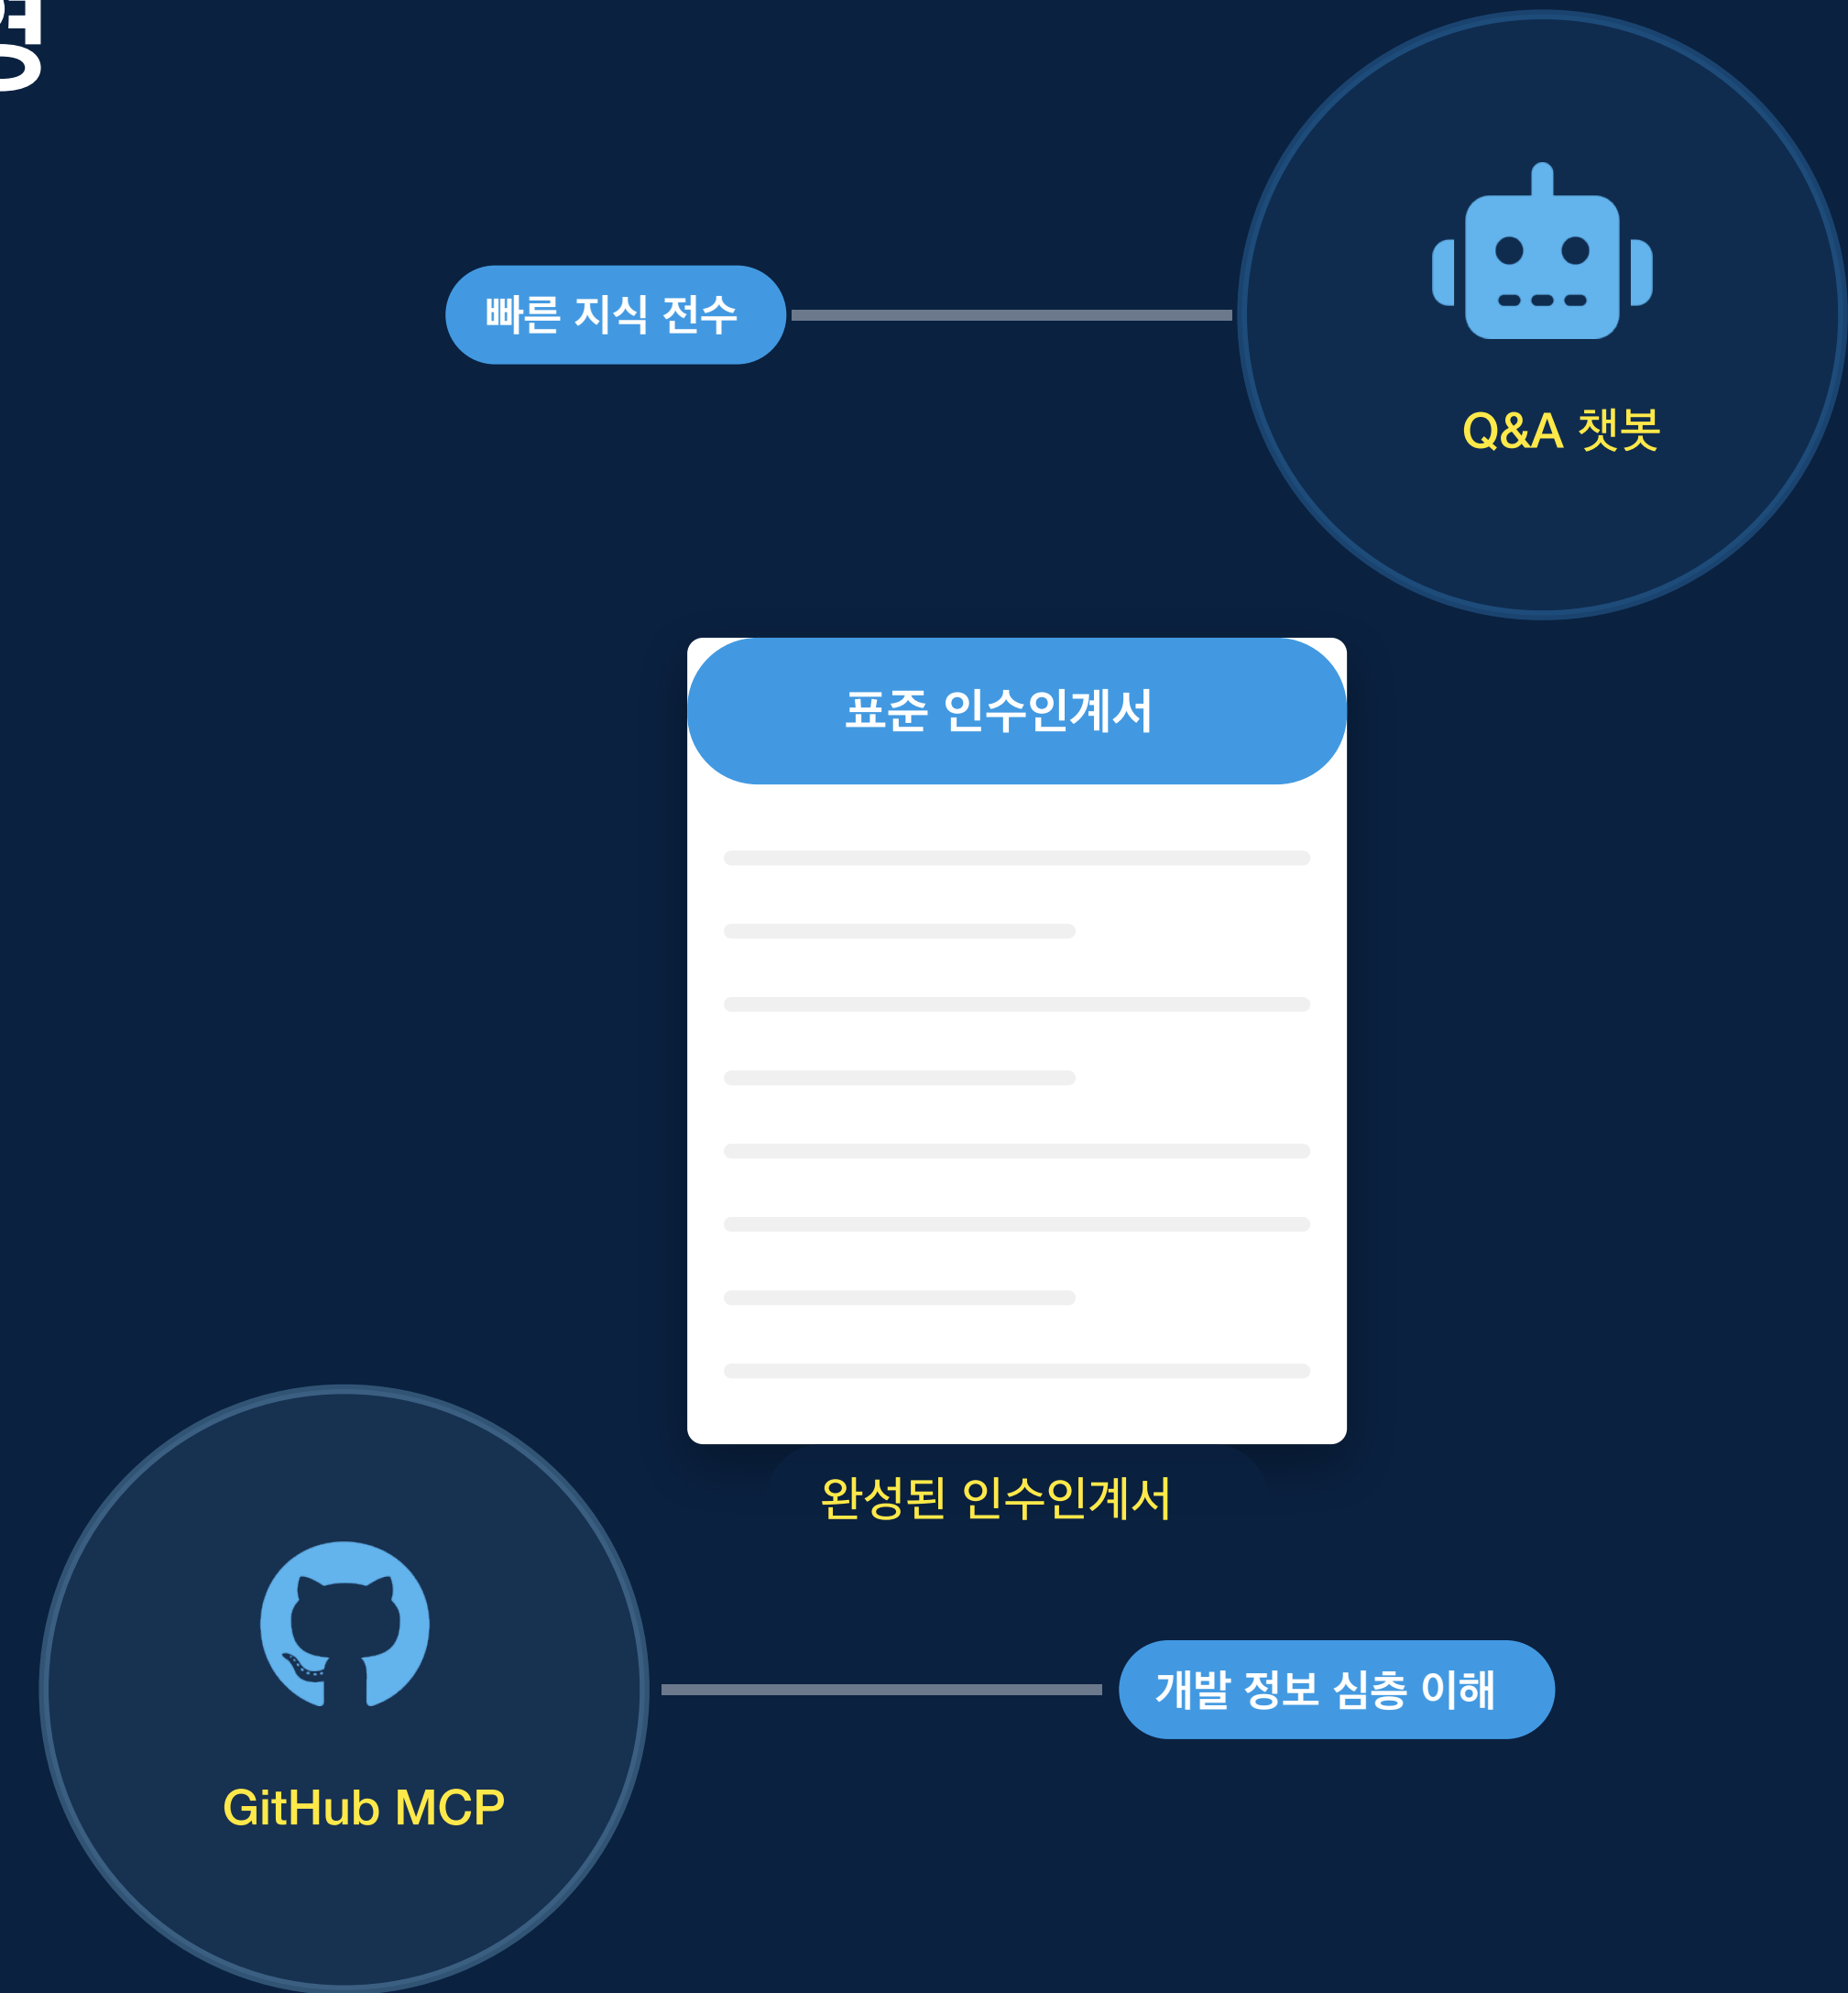 빠른 지식 전수
Q&A 챗봇
표준 인수인계서
완성된 인수인계서
개발 정보 심층 이해
GitHub MCP